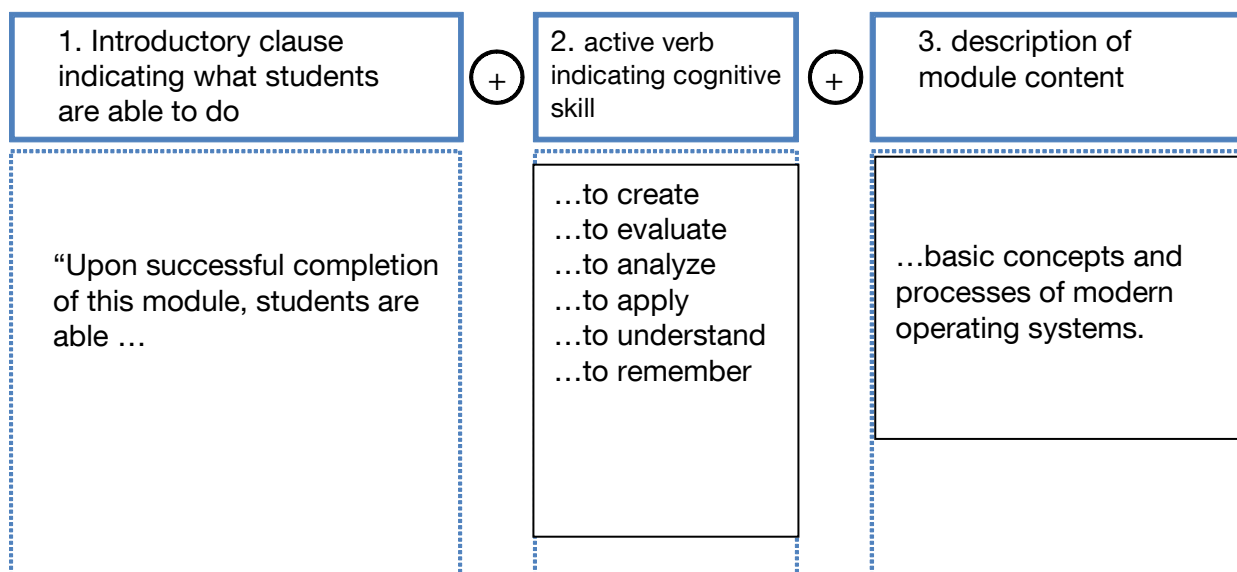 1. Introductory clause
indicating what students
are able to do
+
2. active verb
indicating cognitive
skill
+
3. description of
module content
“Upon successful completion
of this module, students are
able …
…to create
…to evaluate
…to analyze
…to apply
…to understand
…to remember
…basic concepts and
processes of modern
operating systems.